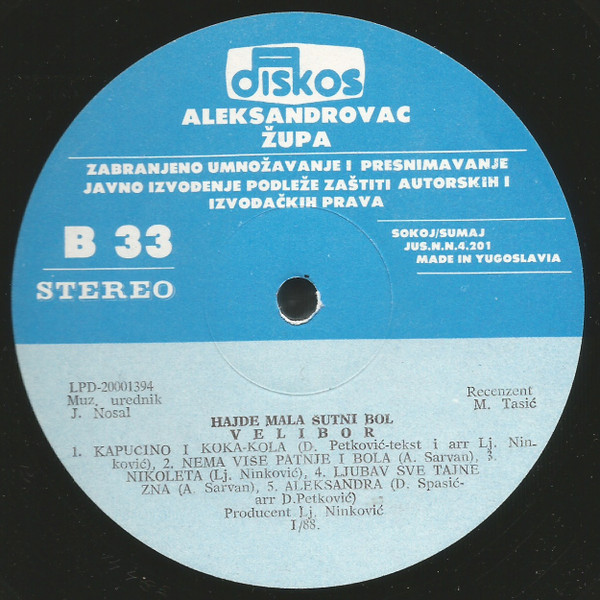 diskos
ALEKSANDROVAC
ŽUPA
ZABRANJENO UMNOŽAVANJE I PRESNIMAVANJE
JAVNO IZVOĐENJE PODLEŽE ZAŠTITI AUTORSKIH I
IZVOĐAČKIH PRAVA
B 33
STEREO
SOKOJ/SUMAJ
JUS.N.N.4.201
MADE IN YUGOSLAVIA
LPD-20001394
Muz. urednik
J. Nosal
Recenzent
M. Tasić
HAJDE MALA SUTNI BOL
VELIBOR
1. KAPUCINO I KOKA-KOLA (D. Petković-tekst i arr Lj. Nin-
ković), 2. NEMA VISE PATNJE I BOLA (A. Sarvan), 3.
NIKOLETA (Lj. Ninković), 4. LJUBAV SVE TAJNE
ZNA (A. Sarvan), 5. ALEKSANDRA (D. Spasić-
arr D.Petković)
Producent Lj. Ninković
I/88.